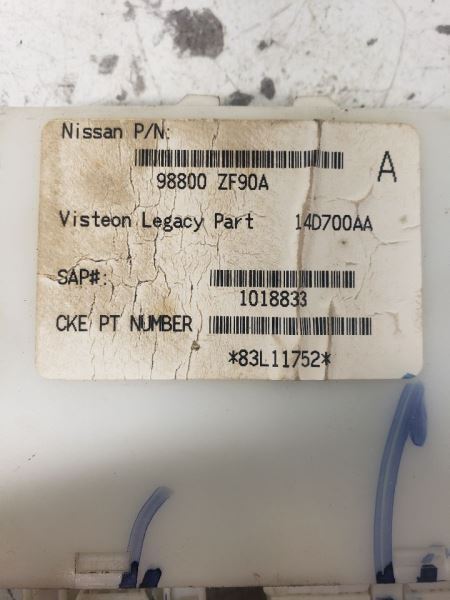 Nissan P/N:
A
98800 ZF90A
Visteon Legacy Part 14D700AA
SAP#:
1018833
CKE PT NUMBER
*83L11752*